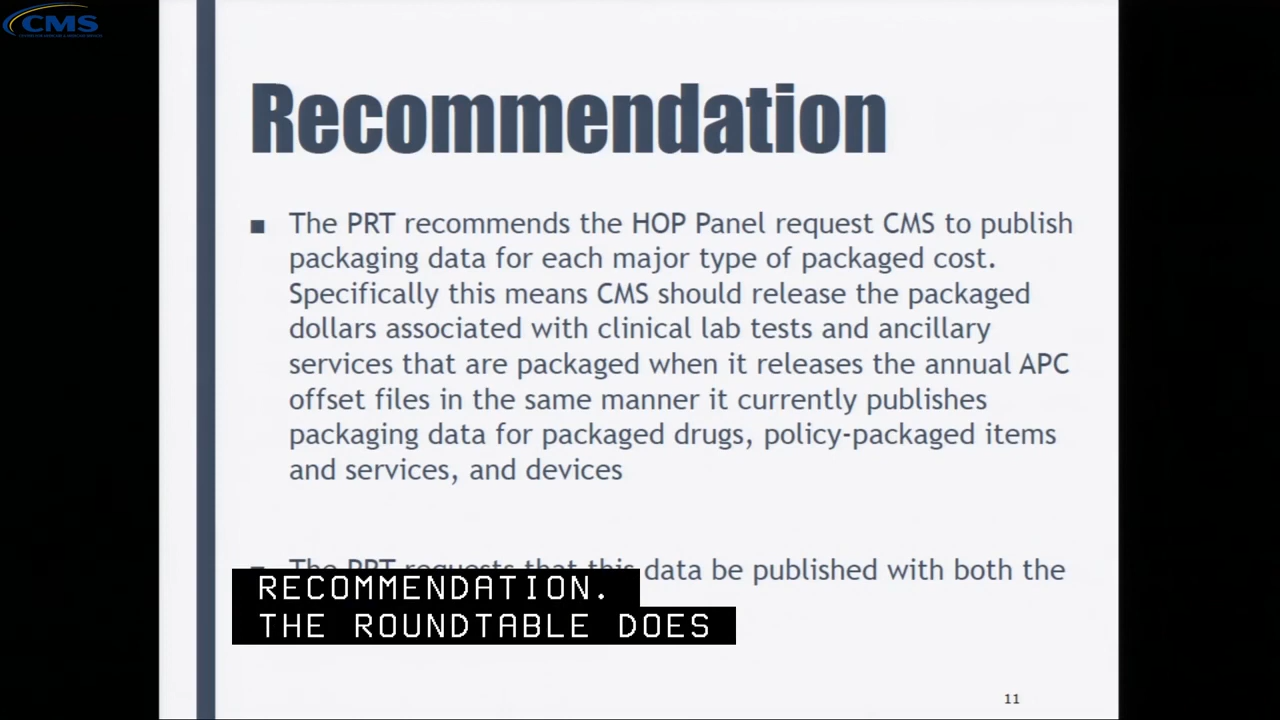 CMS
Recommendation
■ The PRT recommends the HOP Panel request CMS to publish
packaging data for each major type of packaged cost.
Specifically this means CMS should release the packaged
dollars associated with clinical lab tests and ancillary
services that are packaged when it releases the annual APC
offset files in the same manner it currently publishes
packaging data for packaged drugs, policy-packaged items
and services, and devices
The PRT requests that this data be published with both the
RECOMMENDATION.
THE ROUNDTABLE DOES
11